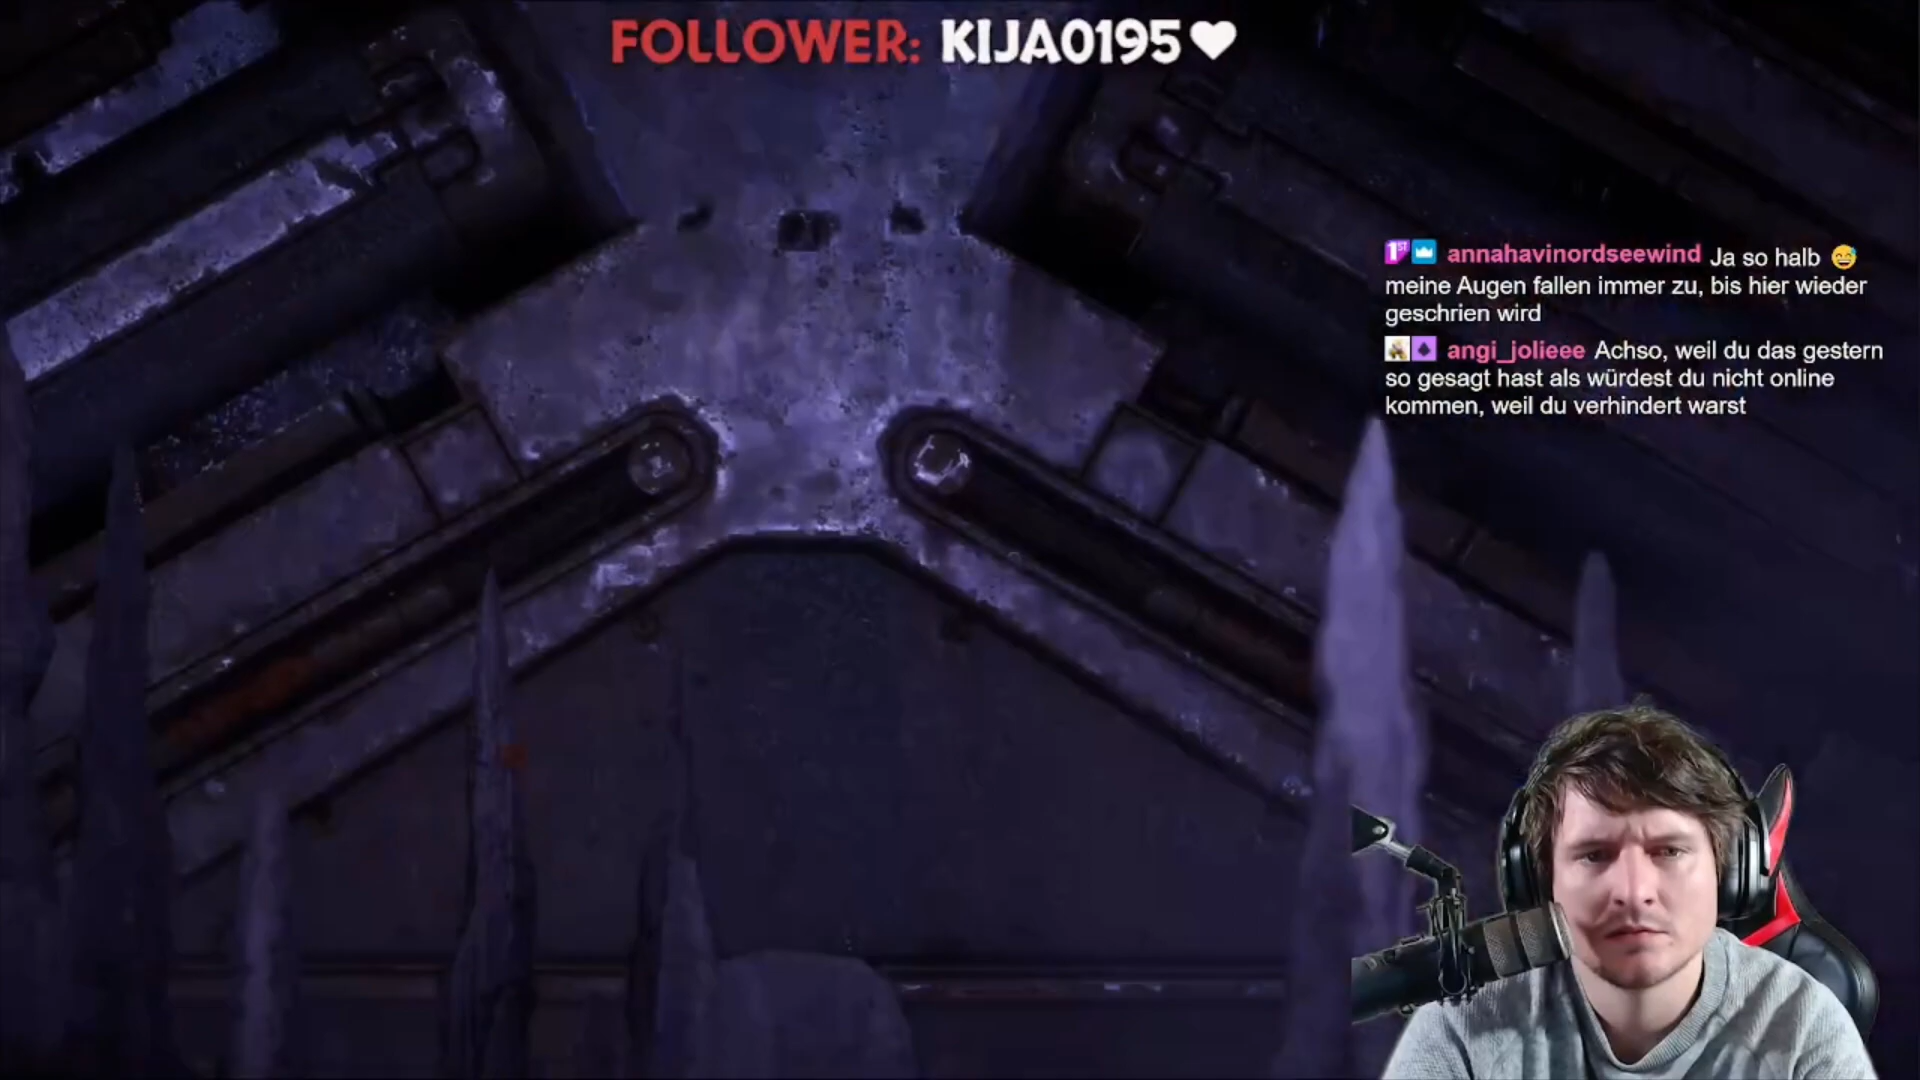 FOLLOWER: KIJA0195
1ST annahavinordseewind Ja so halb 😅
meine Augen fallen immer zu, bis hier wieder
geschrien wird
angi_jolieee Achso, weil du das gestern
so gesagt hast als würdest du nicht online
kommen, weil du verhindert warst